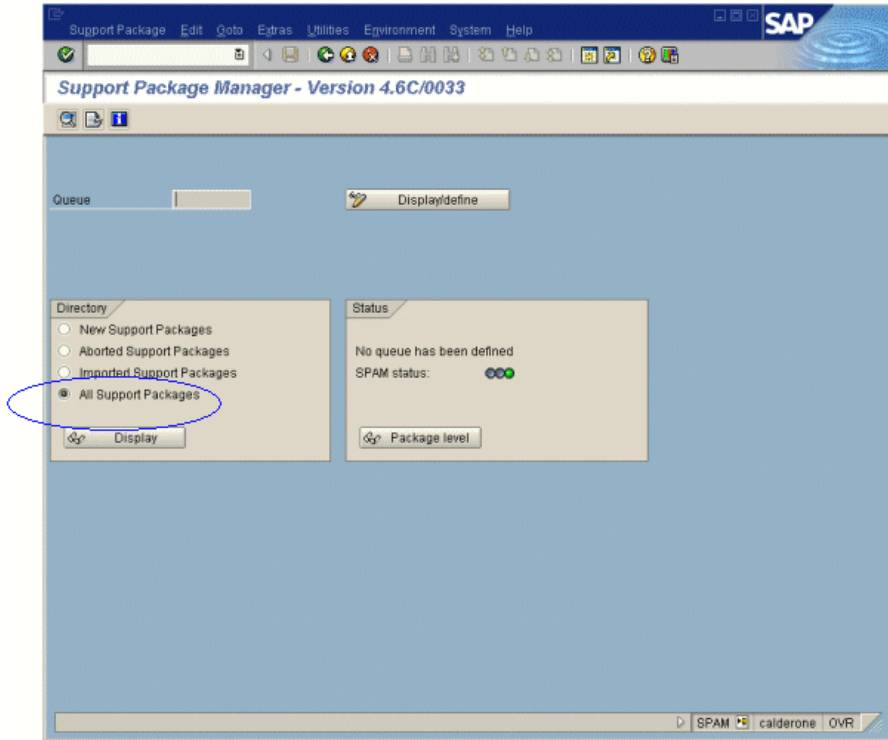 Support Package Edit Goto Extras Utilities Environment System Help
SAP
Support Package Manager - Version 4.6C/0033
Queue
Display/define
Directory
New Support Packages
Aborted Support Packages
Imported Support Packages
All Support Packages
Display
Status
No queue has been defined
SPAM status:
Package level
SPAM calderone OVR